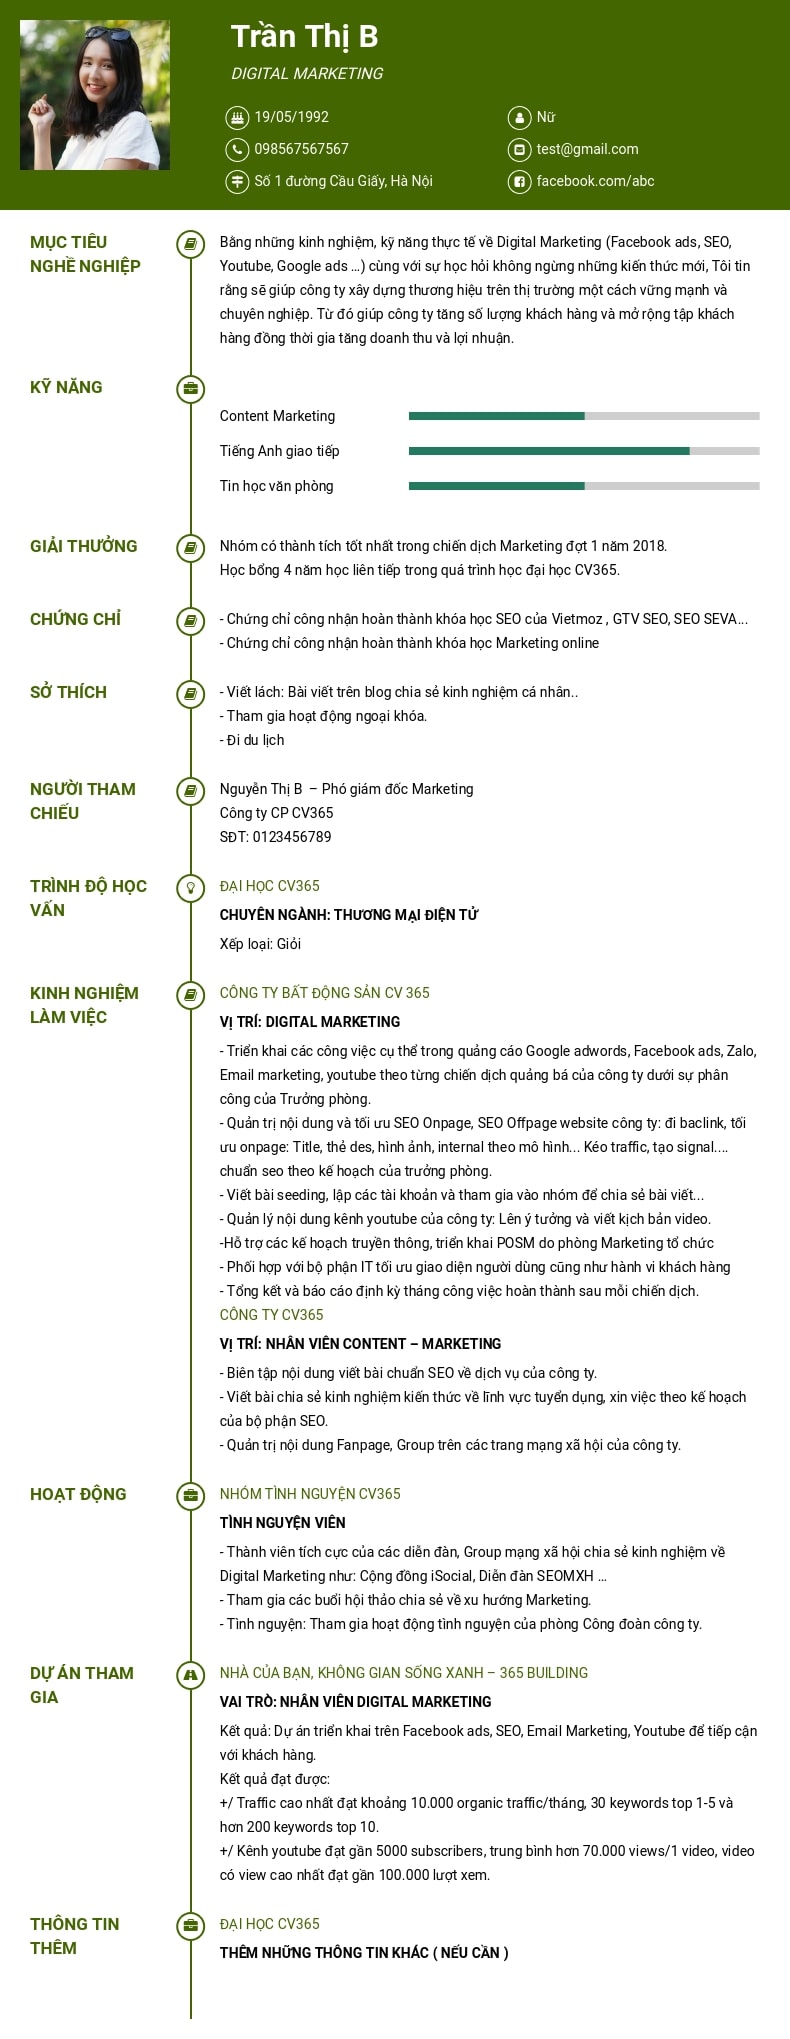 Trần Thị B
DIGITAL MARKETING
19/05/1992
Nữ
098567567567
test@gmail.com
Số 1 đường Cầu Giấy, Hà Nội
facebook.com/abc
MỤC TIÊU
NGHỀ NGHIỆP
Bằng những kinh nghiệm, kỹ năng thực tế về Digital Marketing (Facebook ads, SEO,
Youtube, Google ads ...) cùng với sự học hỏi không ngừng những kiến thức mới, Tôi tin
rằng sẽ giúp công ty xây dựng thương hiệu trên thị trường một cách vững mạnh và
chuyên nghiệp. Từ đó giúp công ty tăng số lượng khách hàng và mở rộng tập khách
hàng đồng thời gia tăng doanh thu và lợi nhuận.
KỸ NĂNG
Content Marketing
Tiếng Anh giao tiếp
Tin học văn phòng
GIẢI THƯỞNG
Nhóm có thành tích tốt nhất trong chiến dịch Marketing đợt 1 năm 2018.
Học bổng 4 năm học liên tiếp trong quá trình học đại học CV365.
CHỨNG CHỈ
- Chứng chỉ công nhận hoàn thành khóa học SEO của Vietmoz , GTV SEO, SEO SEVA...
- Chứng chỉ công nhận hoàn thành khóa học Marketing online
SỞ THÍCH
- Viết lách: Bài viết trên blog chia sẻ kinh nghiệm cá nhân..
- Tham gia hoạt động ngoại khóa.
- Đi du lịch
NGƯỜI THAM
CHIẾU
Nguyễn Thị B – Phó giám đốc Marketing
Công ty CP CV365
SĐT: 0123456789
TRÌNH ĐỘ HỌC
VẤN
ĐẠI HỌC CV365
CHUYÊN NGÀNH: THƯƠNG MẠI ĐIỆN TỬ
Xếp loại: Giỏi
KINH NGHIỆM
LÀM VIỆC
CÔNG TY BẤT ĐỘNG SẢN CV 365
VỊ TRÍ: DIGITAL MARKETING
- Triển khai các công việc cụ thể trong quảng cáo Google adwords, Facebook ads, Zalo,
Email marketing, youtube theo từng chiến dịch quảng bá của công ty dưới sự phân
công của Trưởng phòng.
- Quản trị nội dung và tối ưu SEO Onpage, SEO Offpage website công ty: đi baclink, tối
ưu onpage: Title, thẻ des, hình ảnh, internal theo mô hình... Kéo traffic, tạo signal....
chuẩn seo theo kế hoạch của trưởng phòng.
- Viết bài seeding, lập các tài khoản và tham gia vào nhóm để chia sẻ bài viết...
- Quản lý nội dung kênh youtube của công ty: Lên ý tưởng và viết kịch bản video.
-Hỗ trợ các kế hoạch truyền thông, triển khai POSM do phòng Marketing tổ chức
- Phối hợp với bộ phận IT tối ưu giao diện người dùng cũng như hành vi khách hàng
- Tổng kết và báo cáo định kỳ tháng công việc hoàn thành sau mỗi chiến dịch.
CÔNG TY CV365
VỊ TRÍ: NHÂN VIÊN CONTENT – MARKETING
- Biên tập nội dung viết bài chuẩn SEO về dịch vụ của công ty.
- Viết bài chia sẻ kinh nghiệm kiến thức về lĩnh vực tuyển dụng, xin việc theo kế hoạch
của bộ phận SEO.
- Quản trị nội dung Fanpage, Group trên các trang mạng xã hội của công ty.
HOẠT ĐỘNG
NHÓM TÌNH NGUYỆN CV365
TÌNH NGUYỆN VIÊN
- Thành viên tích cực của các diễn đàn, Group mạng xã hội chia sẻ kinh nghiệm về
Digital Marketing như: Cộng đồng iSocial, Diễn đàn SEOMXH ...
- Tham gia các buổi hội thảo chia sẻ về xu hướng Marketing.
- Tình nguyện: Tham gia hoạt động tình nguyện của phòng Công đoàn công ty.
DỰ ÁN THAM
GIA
NHÀ CỦA BẠN, KHÔNG GIAN SỐNG XANH – 365 BUILDING
VAI TRÒ: NHÂN VIÊN DIGITAL MARKETING
Kết quả: Dự án triển khai trên Facebook ads, SEO, Email Marketing, Youtube để tiếp cận
với khách hàng.
Kết quả đạt được:
+/ Traffic cao nhất đạt khoảng 10.000 organic traffic/tháng, 30 keywords top 1-5 và
hơn 200 keywords top 10.
+/ Kênh youtube đạt gần 5000 subscribers, trung bình hơn 70.000 views/1 video, video
có view cao nhất đạt gần 100.000 lượt xem.
THÔNG TIN
THÊM
ĐẠI HỌC CV365
THÊM NHỮNG THÔNG TIN KHÁC ( NẾU CẦN )